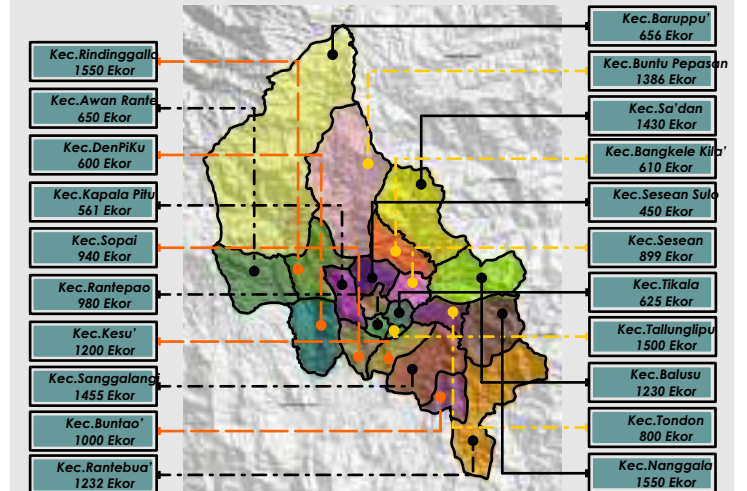 Kec.Rindinggallo
1550 Ekor
Kec.Awan Rante
650 Ekor
Kec.DenPiKu
600 Ekor
Kec.Kapala Pitu
561 Ekor
Kec.Sopai
940 Ekor
Kec.Rantepao
980 Ekor
Kec.Kesu'
1200 Ekor
Kec.Sanggalangi
1455 Ekor
Kec.Buntao'
1000 Ekor
Kec.Rantebua'
1232 Ekor
Kec.Baruppu'
656 Ekor
Kec.Buntu Pepasan
1386 Ekor
Kec.Sa'dan
1430 Ekor
Kec.Bangkele Kila'
610 Ekor
Kec.Sesean Sulo
450 Ekor
Kec.Sesean
899 Ekor
Kec.Tikala
625 Ekor
Kec.Tallunglipu
1500 Ekor
Kec.Balusu
1230 Ekor
Kec.Tondon
800 Ekor
Kec.Nanggala
1550 Ekor